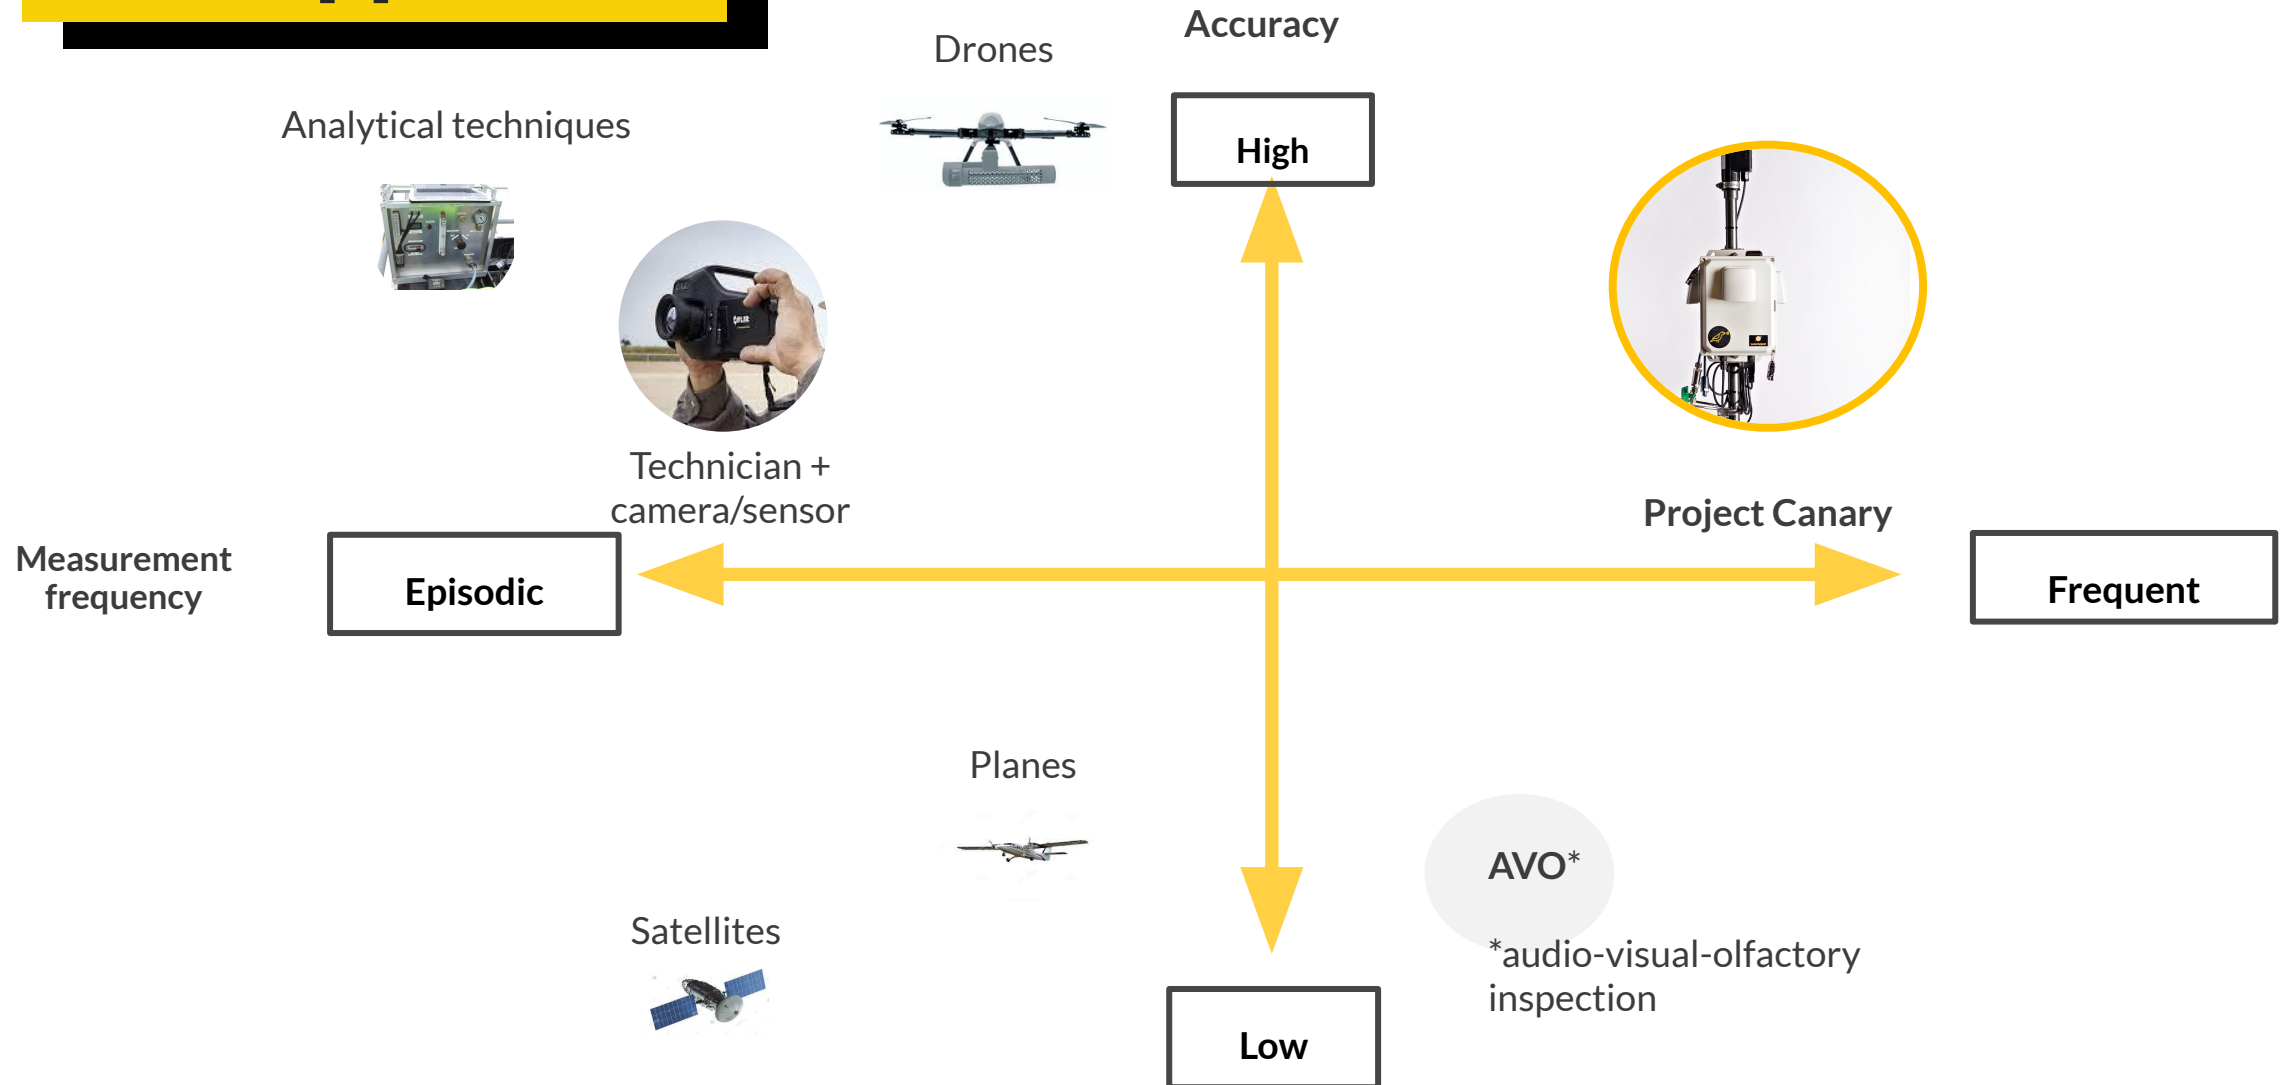 Accuracy
Drones
Analytical techniques
High
FLIR
Technician +
camera/sensor
Project Canary
Measurement
frequency
Episodic
Frequent
Planes
AVO*
Satellites
*audio-visual-olfactory
inspection
Low